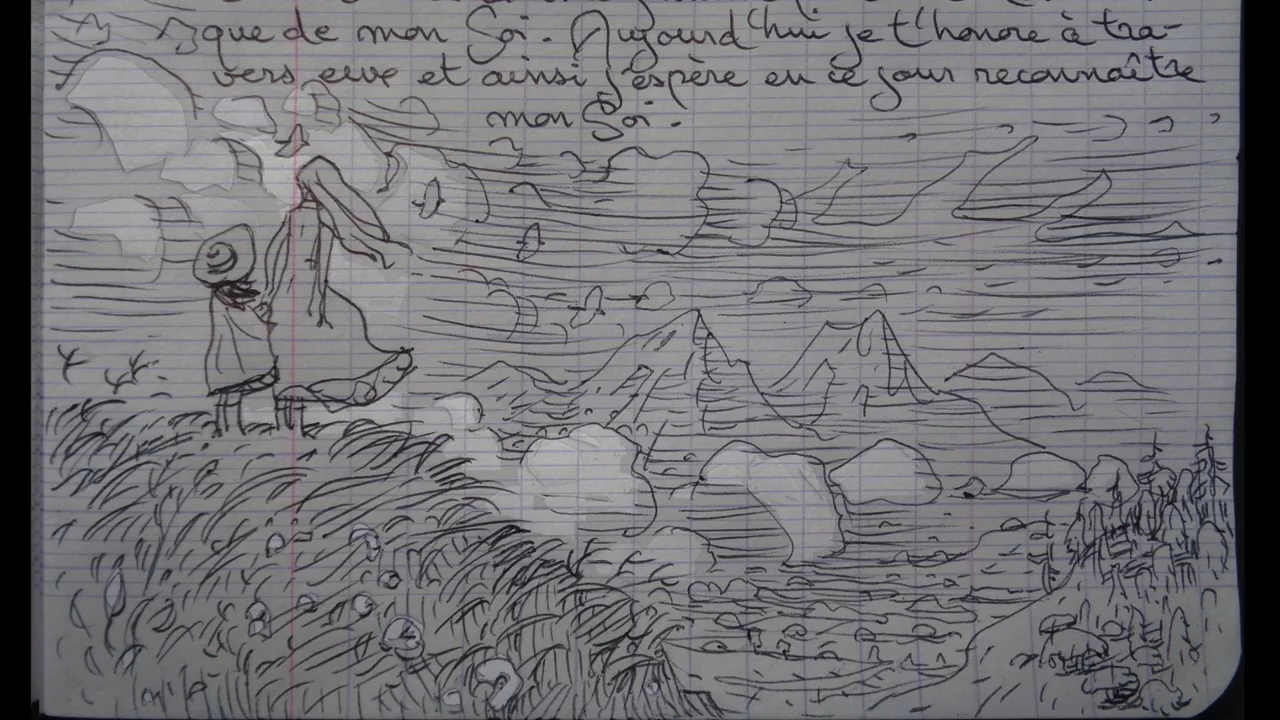 que de mon Soi. Aujourd'hui je t'honore à tra-
vers eux et ainsi j'espère en ce jour reconnaître
mon Soi.